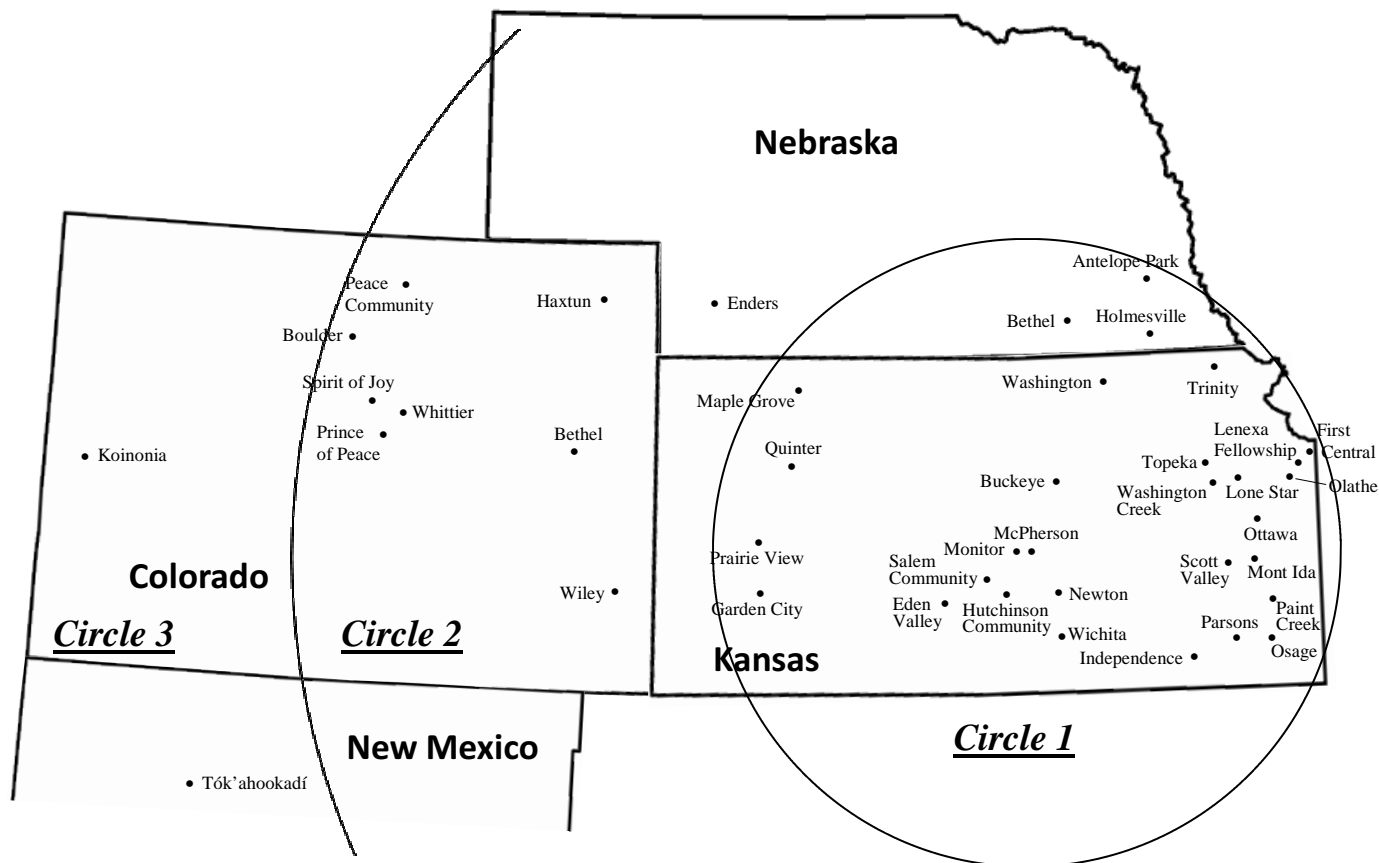 Nebraska
Antelope Park
Peace
Community
Haxtun
Enders
Bethel
Holmesville
Boulder
Spirit of Joy
Whittier
Prince
of Peace
Bethel
Koinonia
Maple Grove
Washington
Trinity
Quinter
Lenexa
Fellowship
First
Central
Topeka
Buckeye
Washington
Creek
Lone Star
Olathe
McPherson
Monitor
Ottawa
Prairie View
Salem
Community
Scott
Valley
Mont Ida
Colorado
Wiley
Garden City
Eden
Valley
Hutchinson
Community
Newton
Paint
Creek
Circle 3
Circle 2
Wichita
Parsons
Osage
Kansas
Independence
New Mexico
Circle 1
Tók’ahookadí